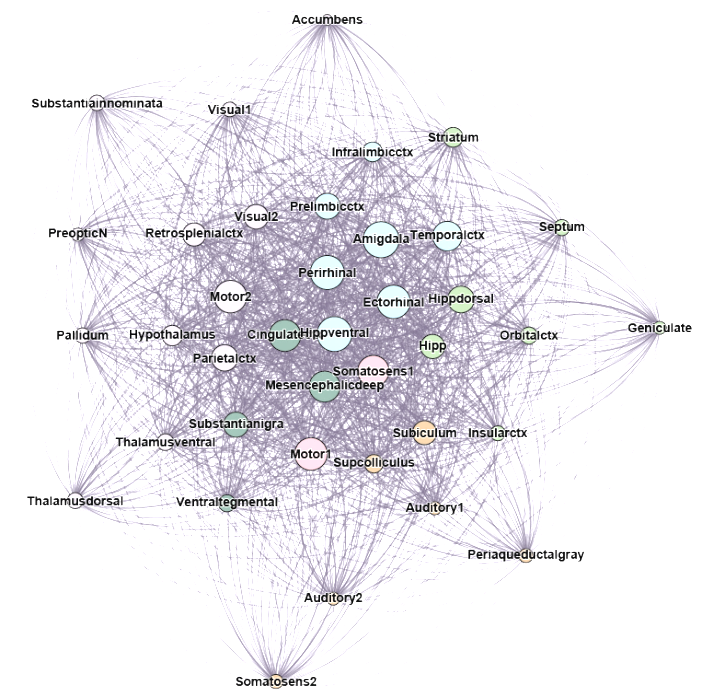 Accumbens
Substantiainnominata
Visual1
Striatum
Infralimbicctx
Prelimbicctx
Visual2
PreopticN
Retrosplenialctx
Amigdala
Temporalctx
Septum
Perirhinal
Motor2
Ectorhinal
Hippdorsal
Geniculate
Pallidum
Hypothalamus
Cingulate
Hippventral
Orbitalctx
Hipp
Parietalctx
Somatosens1
Mesencephalicdeep
Substantianigra
Subiculum
Insularctx
Thalamusventral
Motor1
Supcolliculus
Thalamusdorsal
Ventraltegmental
Auditory1
Periaqueductalgray
Auditory2
Somatosens2